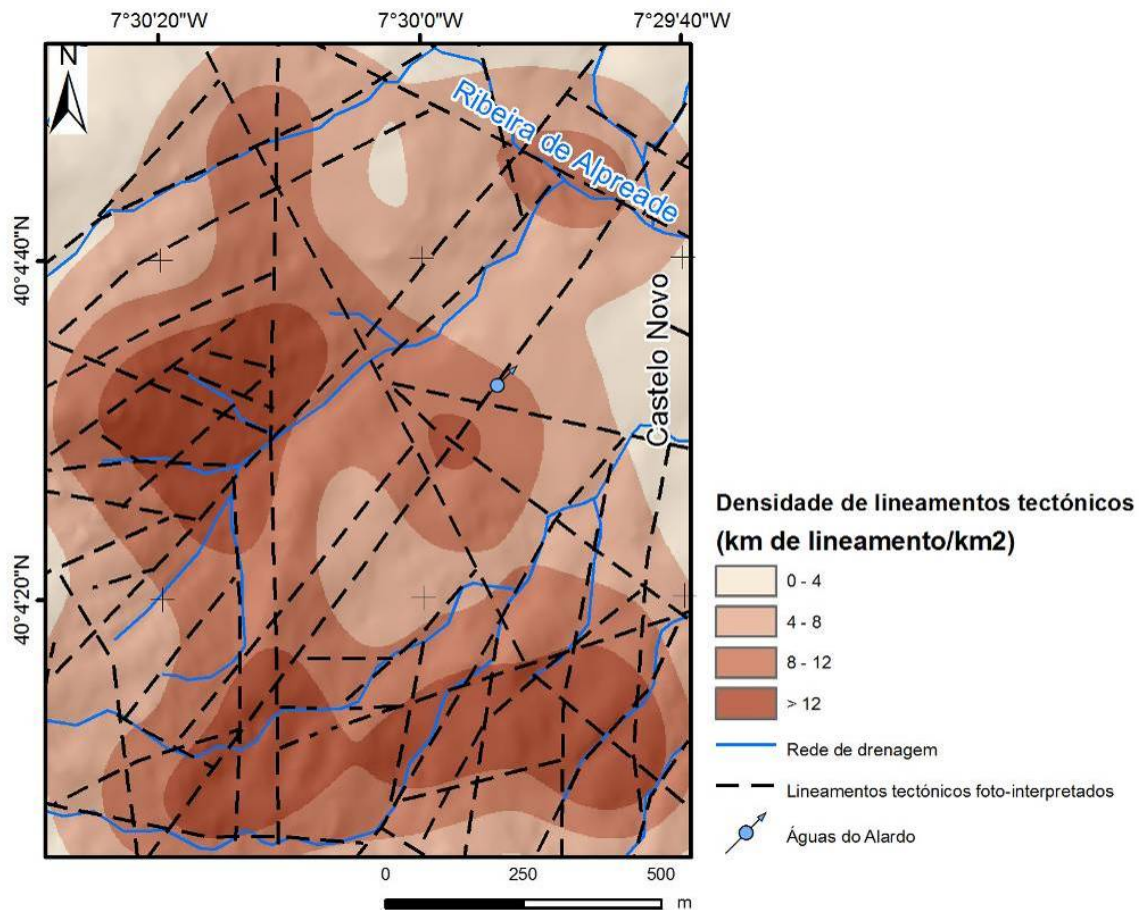 7°30'20"W
7°30'0"W
7°29'40"W
N
Ribeira de Alpreade
40°4'40"N
Castelo Novo
40°4'20"N
Densidade de lineamentos tectónicos
(km de lineamento/km2)
0 - 4
4 - 8
8 - 12
> 12
Rede de drenagem
Lineamentos tectónicos foto-interpretados
Águas do Alardo
0
250
500
m